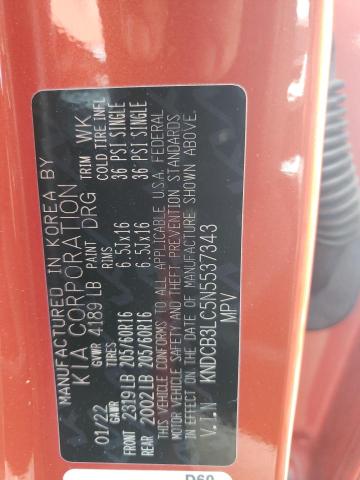 MANUFACTURED IN KOREA BY
KIA CORPORATION
GVWR 4189 LB PAINT DRG TRIM WK
01/22 GAWR TIRES RIMS COLD TIRE INFL
FRONT 2319 LB 205/60R16 6.5Jx16 36 PSI SINGLE
REAR 2002 LB 205/60R16 6.5Jx16 36 PSI SINGLE
THIS VEHICLE CONFORMS TO ALL APPLICABLE U.S.A. FEDERAL
MOTOR VEHICLE SAFETY AND THEFT PREVENTION STANDARDS
IN EFFECT ON THE DATE OF MANUFACTURE SHOWN ABOVE.
V.I.N KNDCB3LC5N5537343
MPV
D60